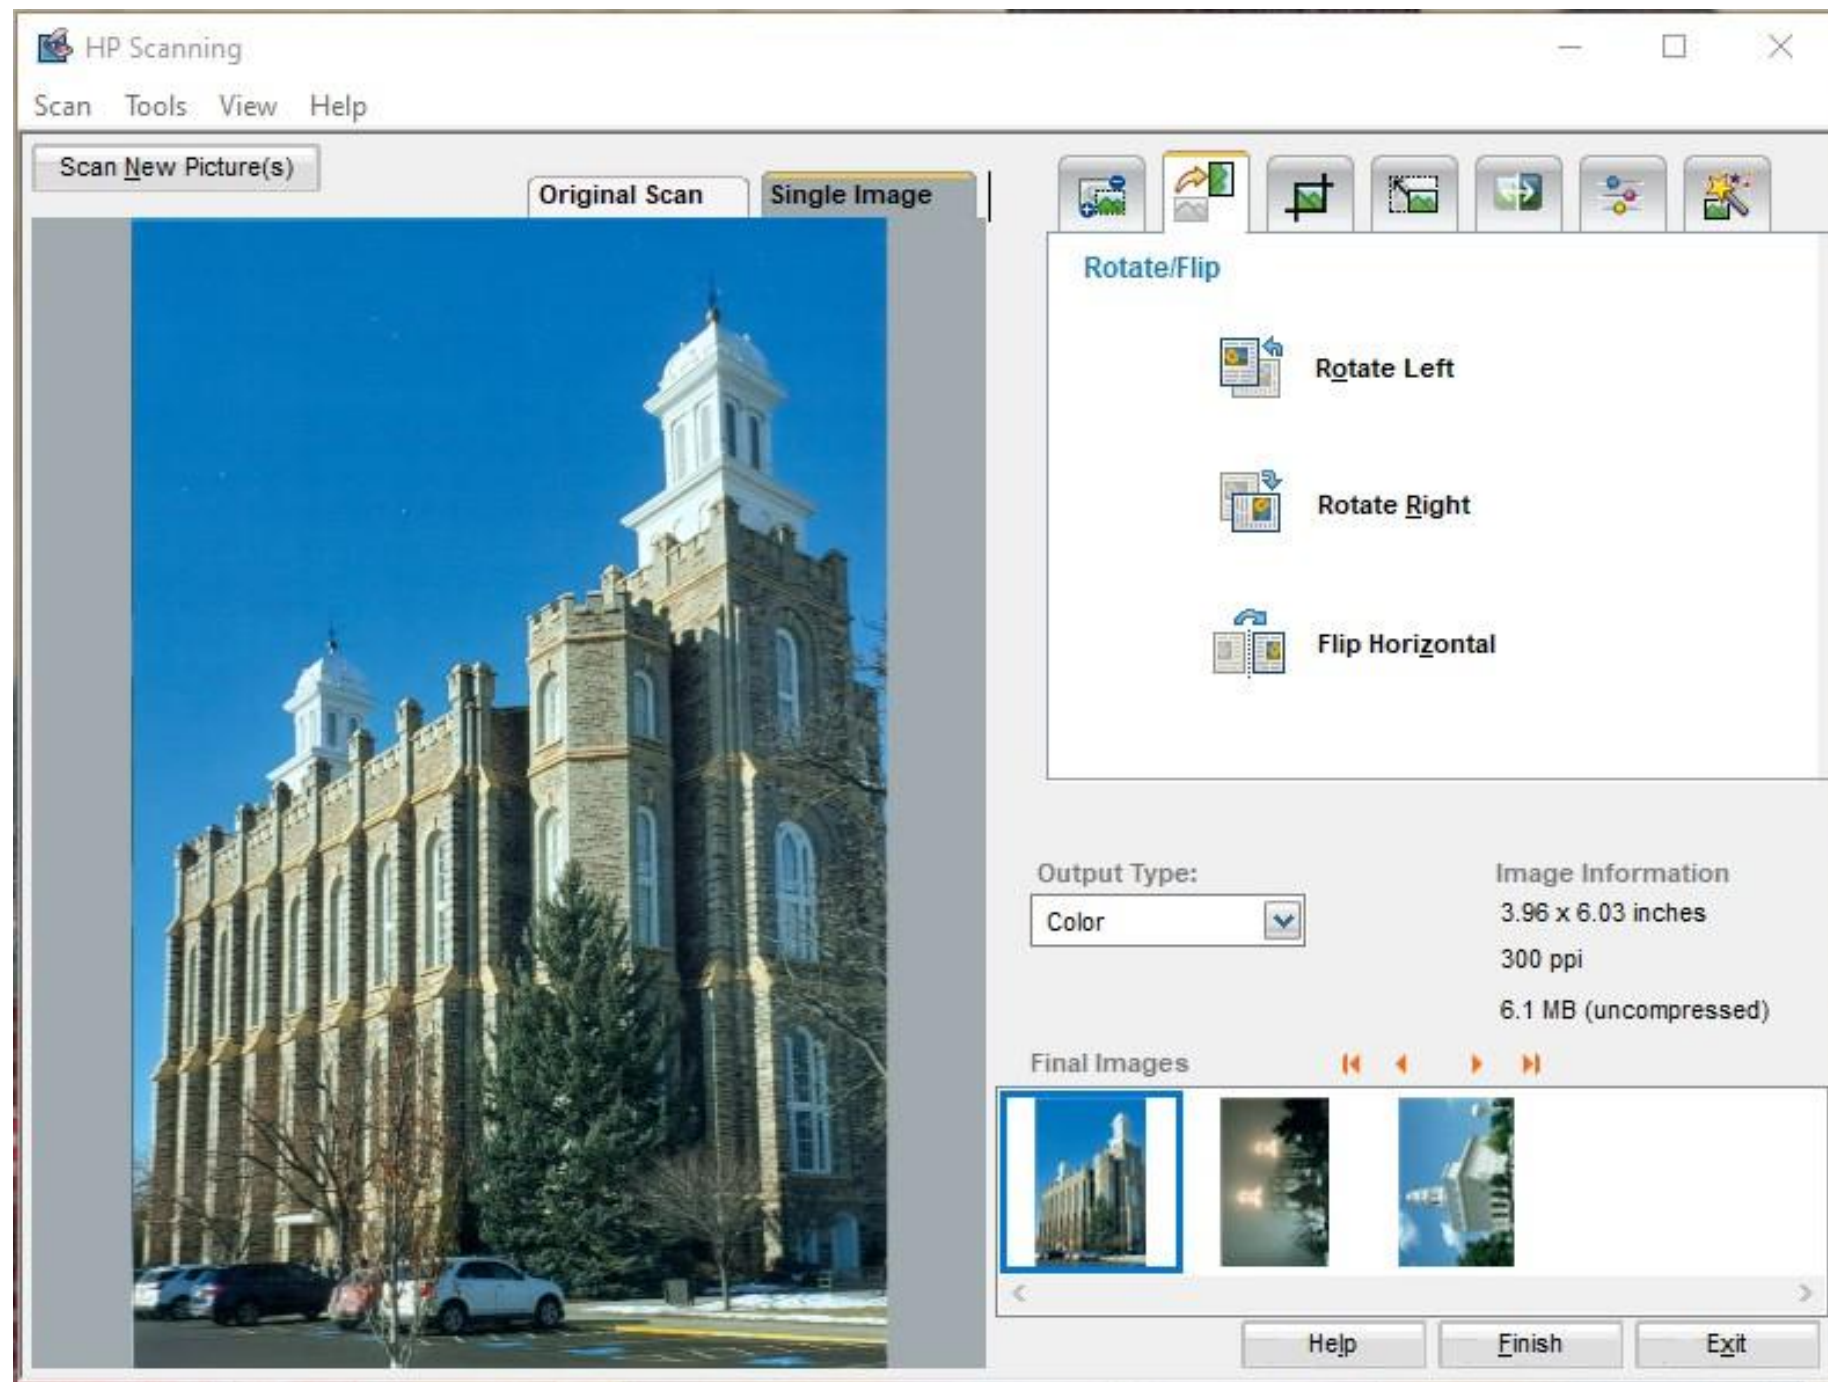 HP Scanning
Scan Tools View Help
Scan New Picture(s)
Original Scan
Single Image
Rotate/Flip
Rotate Left
Rotate Right
Flip Horizontal
Output Type:
Color
Image Information
3.96 x 6.03 inches
300 ppi
6.1 MB (uncompressed)
Final Images
Help
Finish
Exit